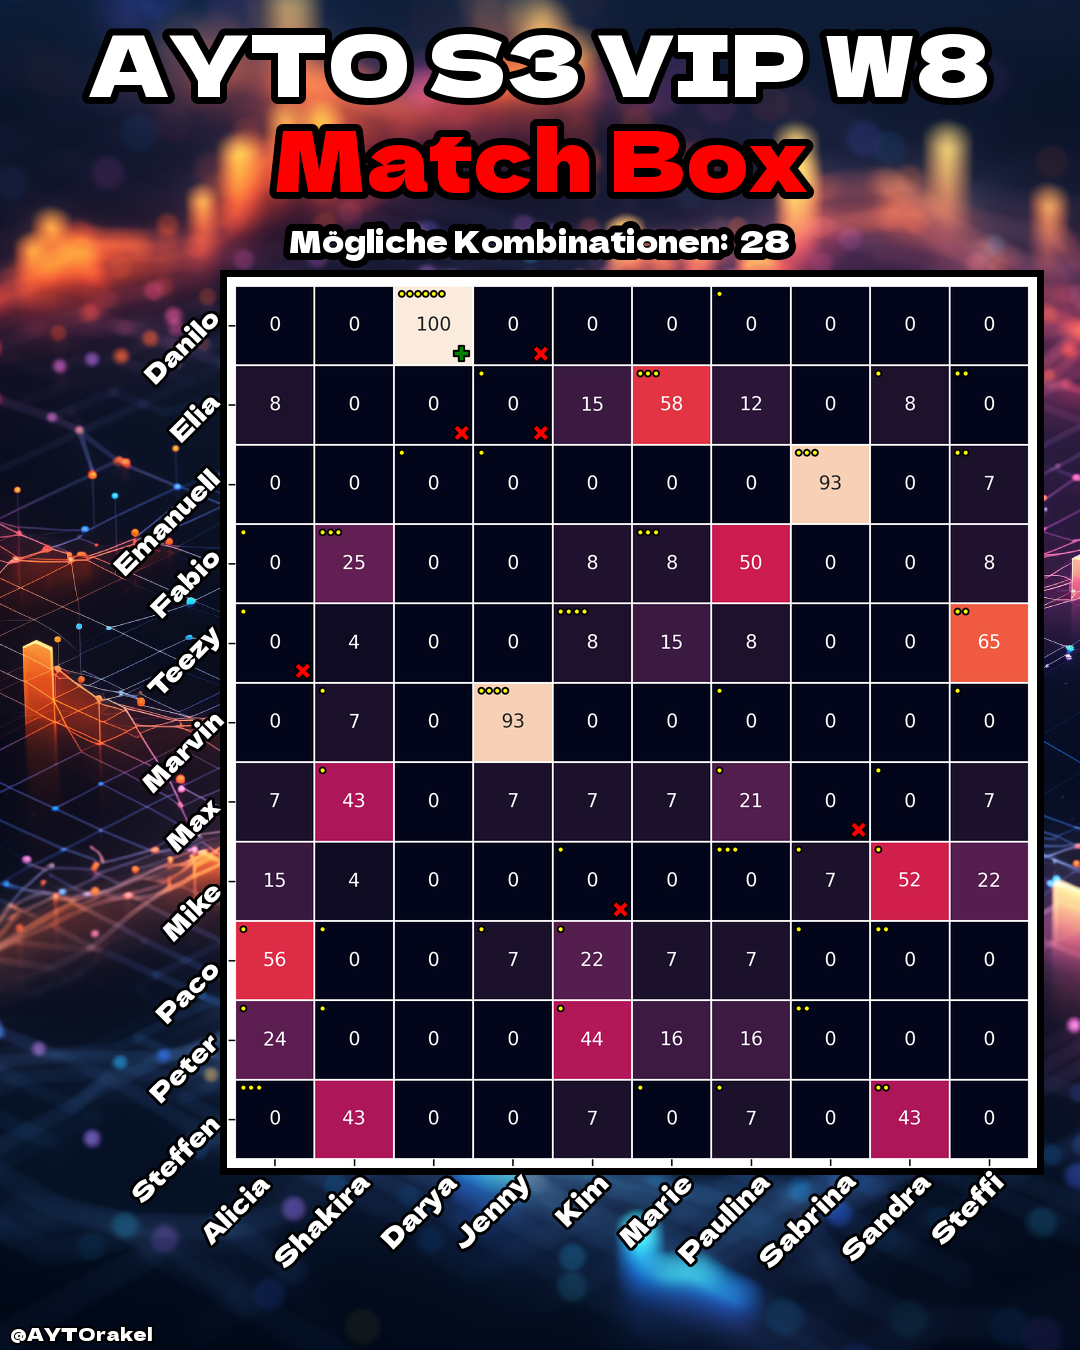 AYTO S3 VIP W8
Match Box
Mögliche Kombinationen: 28
Danilo 0 0 100 0 0 0 0 0 0 0
Elia 8 0 0 0 15 58 12 0 8 0
Emanuell 0 0 0 0 0 0 0 93 0 7
Fabio 0 25 0 0 8 8 50 0 0 8
Teezy 0 4 0 0 8 15 8 0 0 65
Marvin 0 7 0 93 0 0 0 0 0 0
Max 7 43 0 7 7 7 21 0 0 7
Mike 15 4 0 0 0 0 0 7 52 22
Paco 56 0 0 7 22 7 7 0 0 0
Peter 24 0 0 0 44 16 16 0 0 0
Steffen 0 43 0 0 7 0 7 0 43 0
Alicia Shakira Darya Jenny Kim Marie Paulina Sabrina Sandra Steffi
@AYTOrakel